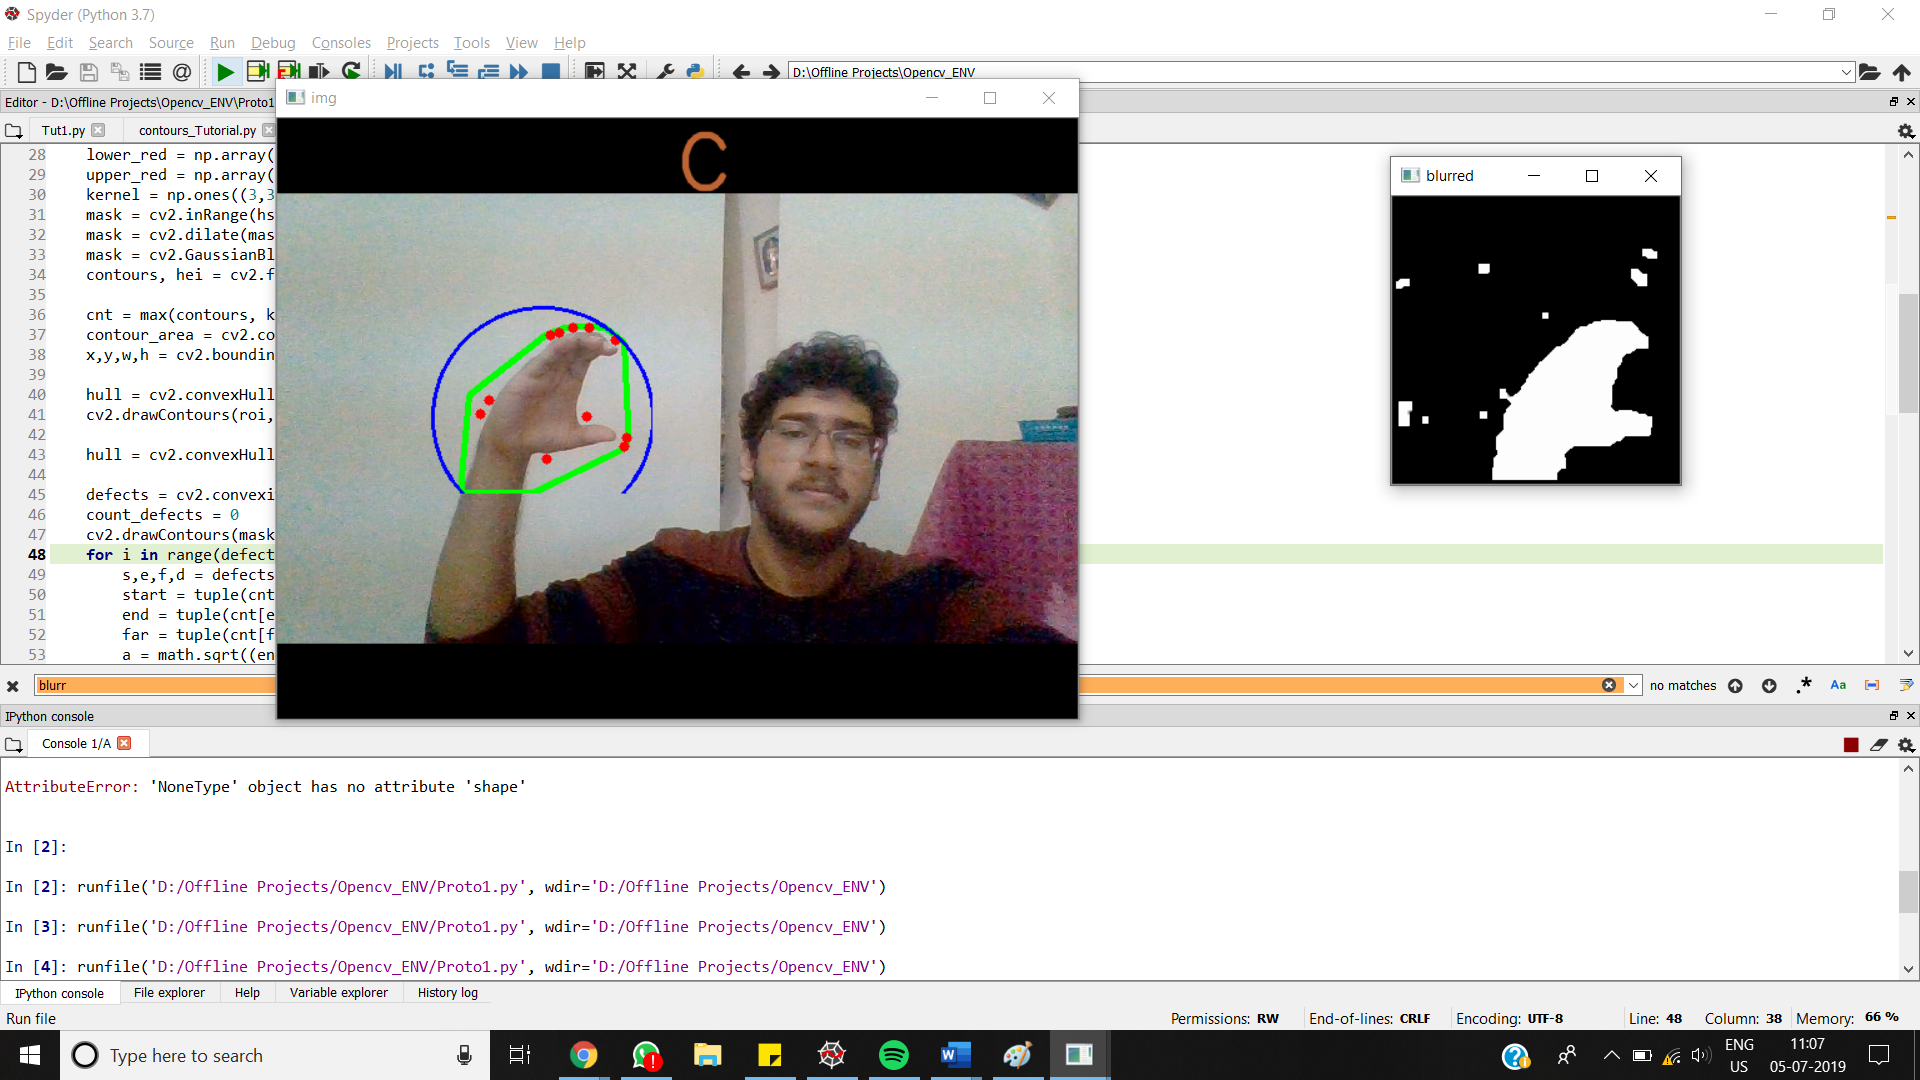 Spyder (Python 3.7)
File Edit Search Source Run Debug Consoles Projects Tools View Help
D:\Offline Projects\Opencv_ENV
Editor - D:\Offline Projects\Opencv_ENV\Proto1
Tut1.py
contours_Tutorial.py
img
C
blurred
28 lower_red = np.array(
29 upper_red = np.array(
30 kernel = np.ones((3,3
31 mask = cv2.inRange(hs
32 mask = cv2.dilate(mas
33 mask = cv2.GaussianBl
34 contours, hei = cv2.f
35
36 cnt = max(contours, k
37 contour_area = cv2.co
38 x,y,w,h = cv2.boundin
39
40 hull = cv2.convexHull
41 cv2.drawContours(roi,
42
43 hull = cv2.convexHull
44
45 defects = cv2.convexi
46 count_defects = 0
47 cv2.drawContours(mask
48 for i in range(defect
49 s,e,f,d = defects
50 start = tuple(cnt
51 end = tuple(cnt[e
52 far = tuple(cnt[f
53 a = math.sqrt((en
blurr
no matches
.* Aa
IPython console
Console 1/A
AttributeError: 'NoneType' object has no attribute 'shape'
In [2]:
In [2]: runfile('D:/Offline Projects/Opencv_ENV/Proto1.py', wdir='D:/Offline Projects/Opencv_ENV')
In [3]: runfile('D:/Offline Projects/Opencv_ENV/Proto1.py', wdir='D:/Offline Projects/Opencv_ENV')
In [4]: runfile('D:/Offline Projects/Opencv_ENV/Proto1.py', wdir='D:/Offline Projects/Opencv_ENV')
IPython console File explorer Help Variable explorer History log
Run file
Permissions: RW End-of-lines: CRLF Encoding: UTF-8 Line: 48 Column: 38 Memory: 66 %
Type here to search
ENG
US
11:07
05-07-2019